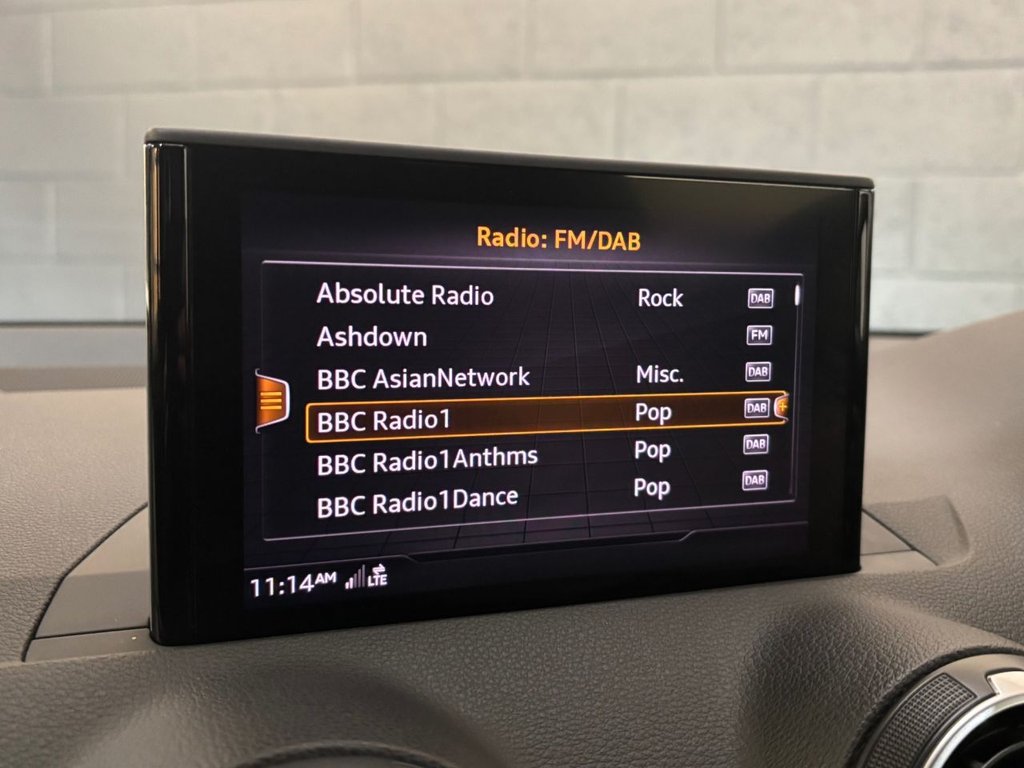 Radio: FM/DAB
Absolute Radio Rock DAB
Ashdown FM
BBC AsianNetwork Misc. DAB
BBC Radio1 Pop DAB
BBC Radio1Anthms Pop DAB
BBC Radio1Dance Pop DAB
11:14AM LTE